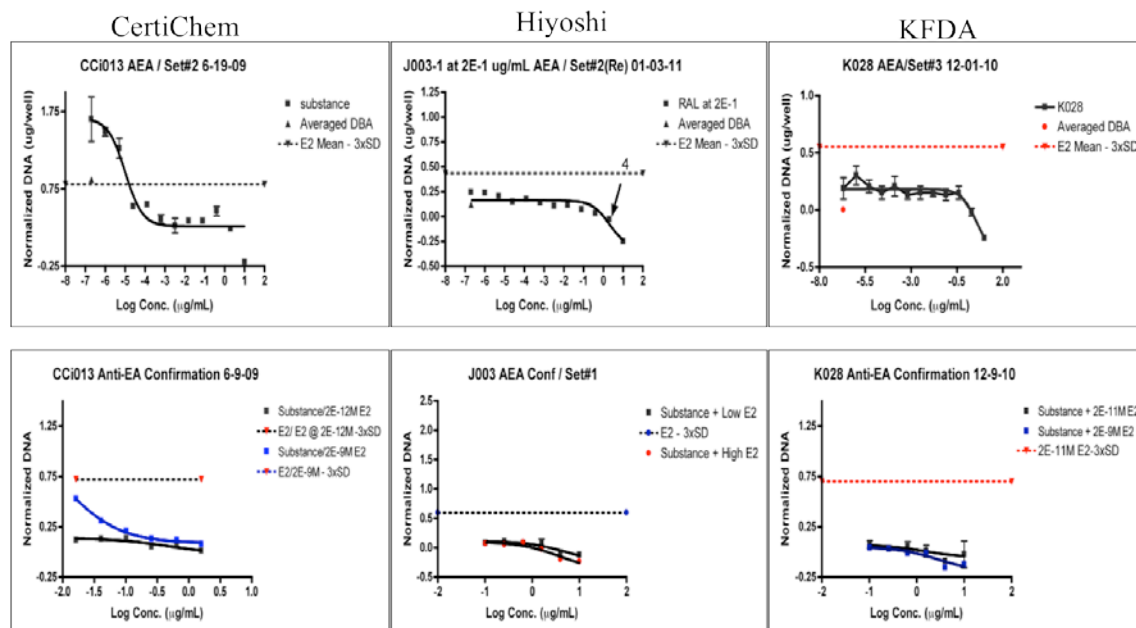 CertiChem
Hiyoshi
KFDA
CCi013 AEA / Set#2 6-19-09
Normalized DNA (ug/well)
1.75
0.75
-0.25
-8 -7 -6 -5 -4 -3 -2 -1 0 1 2
Log Conc. (µg/mL)
substance
Averaged DBA
E2 Mean - 3xSD
J003-1 at 2E-1 ug/mL AEA / Set#2(Re) 01-03-11
Normalized DNA (ug/well)
1.00
0.75
0.50
0.25
0.00
-0.25
-0.50
-8 -7 -6 -5 -4 -3 -2 -1 0 1 2
Log Conc. (µg/mL)
RAL at 2E-1
Averaged DBA
E2 Mean - 3xSD
4
K028 AEA/Set#3 12-01-10
Normalized DNA (ug/well)
1.0
0.5
0.0
-0.5
-8.0 -5.5 -3.0 -0.5 2.0
Log Conc. (µg/mL)
K028
Averaged DBA
E2 Mean - 3xSD
CCi013 Anti-EA Confirmation 6-9-09
Normalized DNA
1.25
0.75
0.25
-0.25
-2.0 -1.5 -1.0 -0.5 0.0 0.5
Log Conc. (µg/mL)
Substance/2E-12M E2
E2/ E2 @ 2E-12M -3xSD
Substance/2E-9M E2
E2/2E-9M - 3xSD
J003 AEA Conf / Set#1
Normalized DNA
2.5
2.0
1.5
1.0
0.5
0.0
-0.5
-2 -1 0 1 2
Log Conc. (µg/mL)
Substance + Low E2
E2 - 3xSD
Substance + High E2
K028 Anti-EA Confirmation 12-9-10
Normalized DNA
1.25
0.75
0.25
-0.25
-2 -1 0 1 2
Log Conc. (µg/mL)
Substance + 2E-11M E2
Substance + 2E-9M E2
2E-11M E2-3xSD